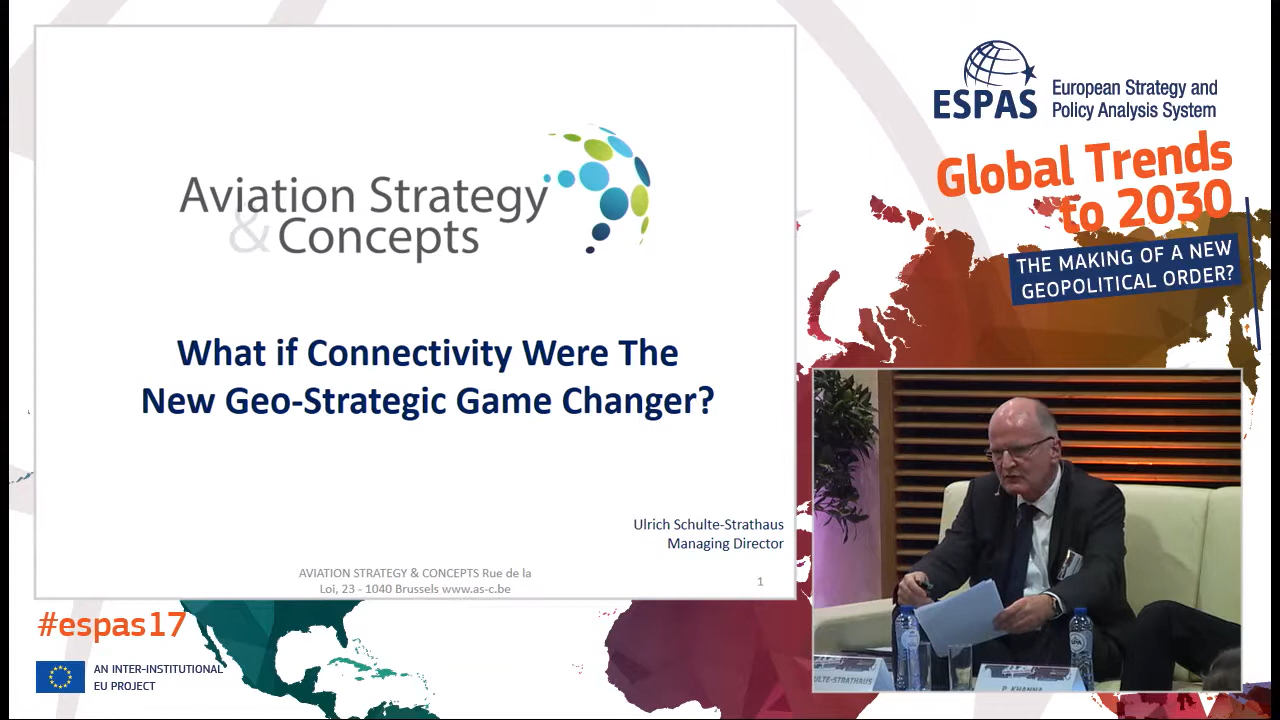 Aviation Strategy
& Concepts
What if Connectivity Were The
New Geo-Strategic Game Changer?
Ulrich Schulte-Strathaus
Managing Director
AVIATION STRATEGY & CONCEPTS Rue de la
Loi, 23 - 1040 Brussels www.as-c.be
1
ESPAS
European Strategy and
Policy Analysis System
Global Trends
to 2030
THE MAKING OF A NEW
GEOPOLITICAL ORDER?
#espas17
AN INTER-INSTITUTIONAL
EU PROJECT
ULTE-STRATHAUS
P. KHANNA